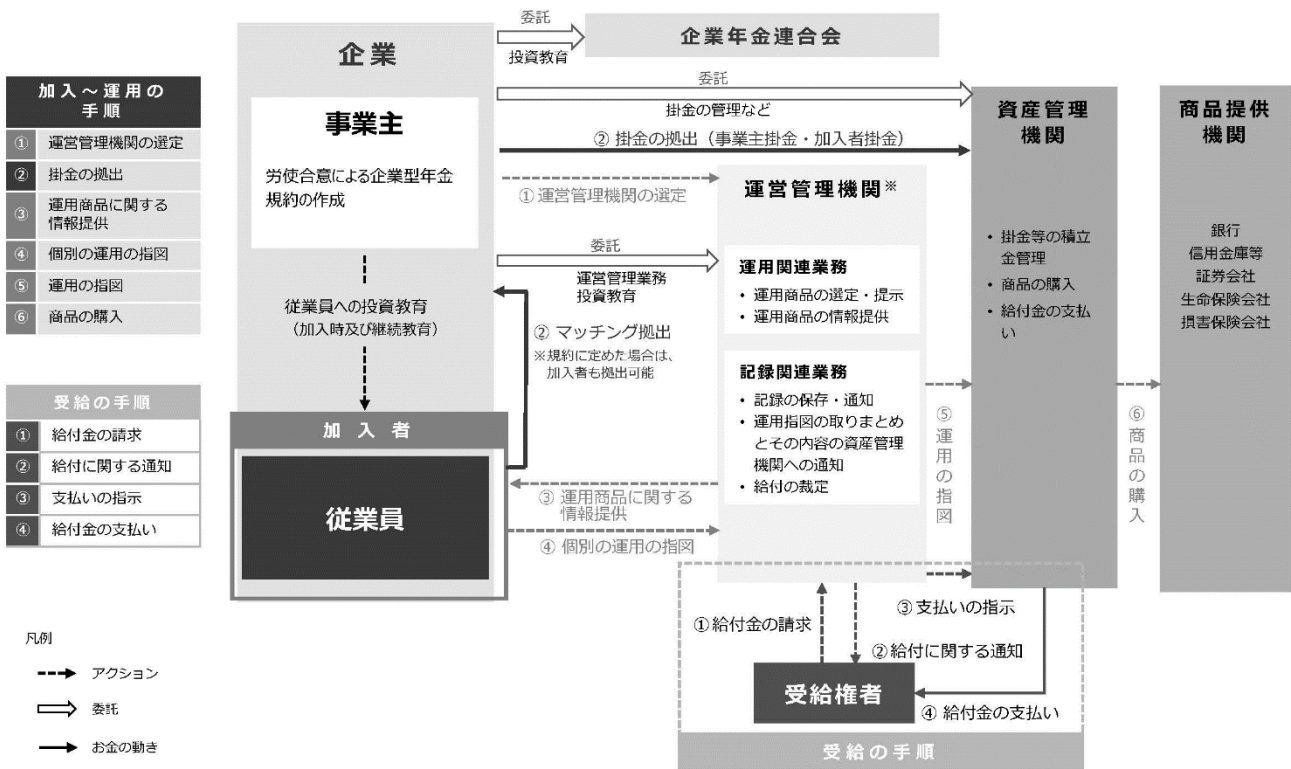 委託
企業年金連合会
投資教育
企業
委託
掛金の管理など
② 掛金の拠出（事業主掛金・加入者掛金）
資産管理
機関
商品提供
機関
加入～運用の
手順
① 運営管理機関の選定
② 掛金の拠出
③ 運用商品に関する
情報提供
④ 個別の運用の指図
⑤ 運用の指図
⑥ 商品の購入
事業主
労使合意による企業型年金
規約の作成
① 運営管理機関の選定
運営管理機関※
委託
運営管理業務
投資教育
運用関連業務
• 運用商品の選定・提示
• 運用商品の情報提供
• 掛金等の積立
金管理
• 商品の購入
• 給付金の支払
い
銀行
信用金庫等
証券会社
生命保険会社
損害保険会社
従業員への投資教育
（加入時及び継続教育）
② マッチング拠出
※規約に定めた場合は、
加入者も拠出可能
記録関連業務
• 記録の保存・通知
• 運用指図の取りまとめ
とその内容の資産管理
機関への通知
• 給付の裁定
⑤運用の指図
⑥商品の購入
受給の手順
① 給付金の請求
② 給付に関する通知
③ 支払いの指示
④ 給付金の支払い
加入者
従業員
③ 運用商品に関する
情報提供
④ 個別の運用の指図
③ 支払いの指示
① 給付金の請求
② 給付に関する通知
受給権者
④ 給付金の支払い
受給の手順
凡例
アクション
委託
お金の動き